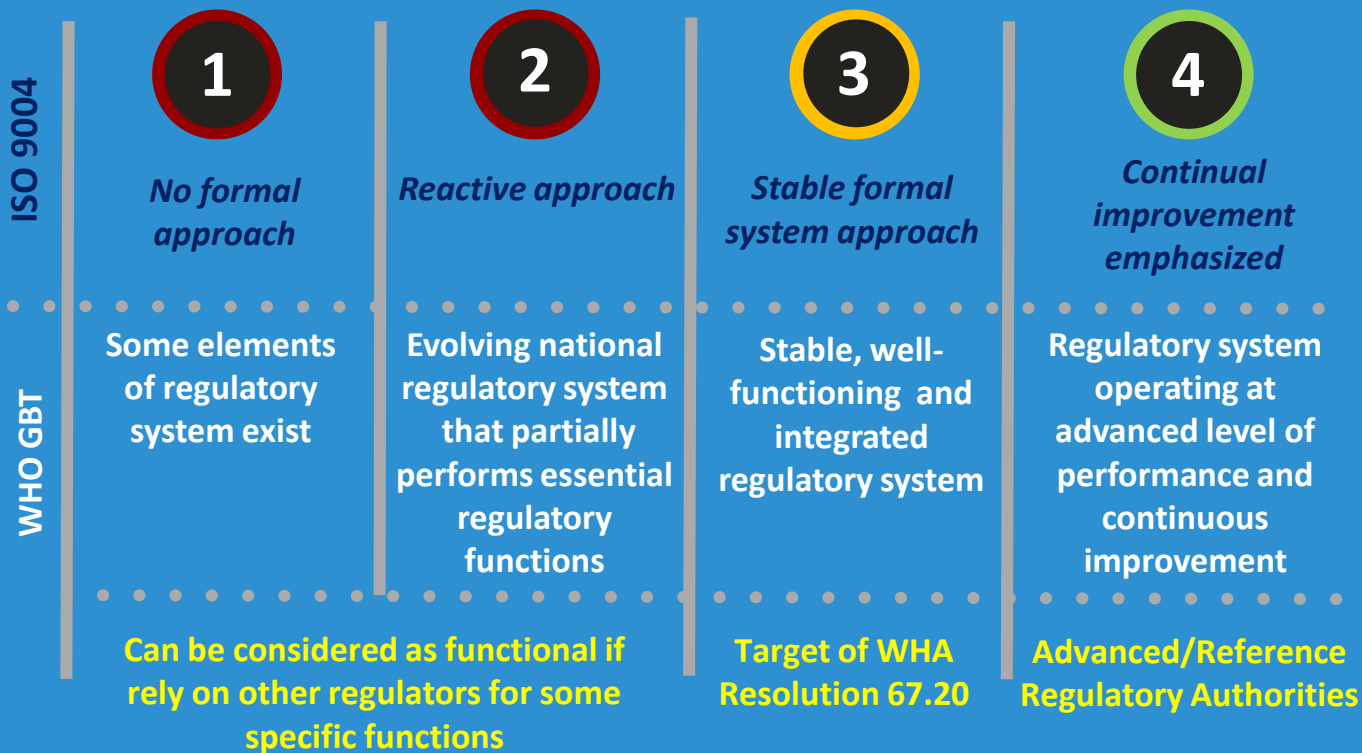 ISO 9004
1
No formal
approach
2
Reactive approach
3
Stable formal
system approach
4
Continual
improvement
emphasized
WHO GBT
Some elements
of regulatory
system exist
Evolving national
regulatory system
that partially
performs essential
regulatory
functions
Stable, well-
functioning and
integrated
regulatory system
Regulatory system
operating at
advanced level of
performance and
continuous
improvement
Can be considered as functional if
rely on other regulators for some
specific functions
Target of WHA
Resolution 67.20
Advanced/Reference
Regulatory Authorities